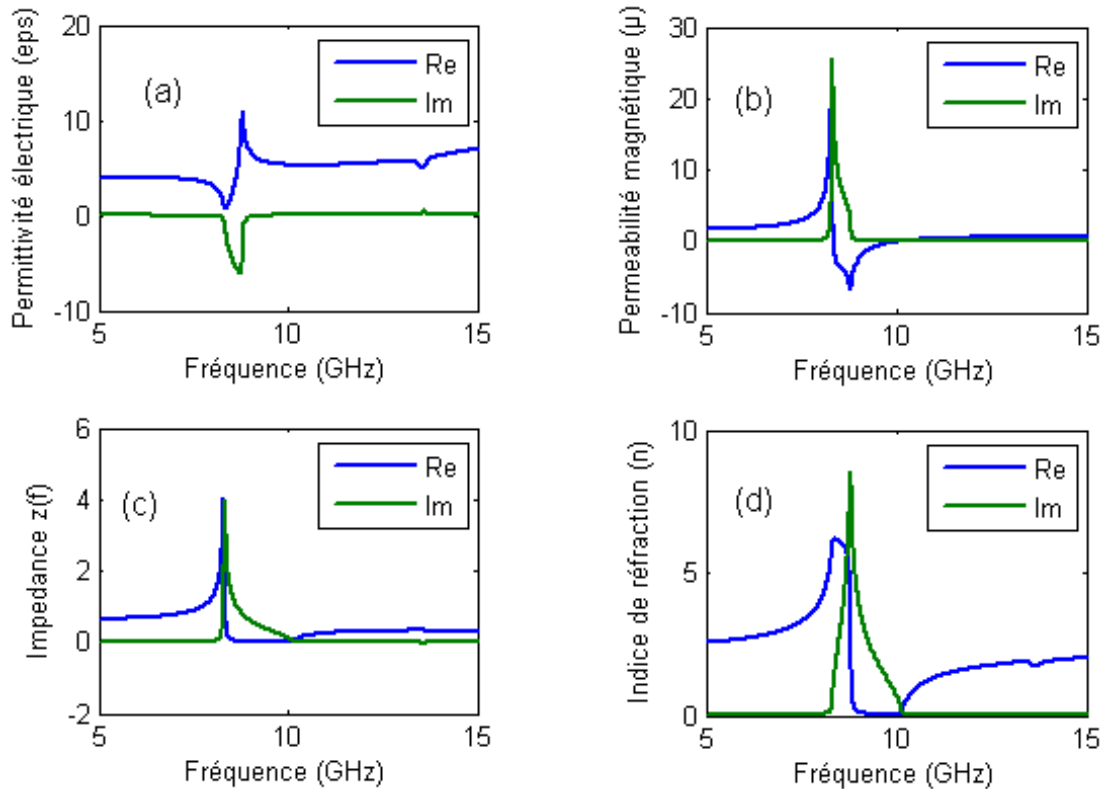 Permittivité électrique (eps)
20
10
0
-10
(a)
Re
Im
5
10
15
Fréquence (GHz)
Permeabilité magnétique (µ)
30
20
10
0
-10
(b)
Re
Im
5
10
15
Fréquence (GHz)
Impedance z(f)
6
4
2
0
-2
(c)
Re
Im
5
10
15
Fréquence (GHz)
Indice de réfraction (n)
10
5
0
(d)
Re
Im
5
10
15
Fréquence (GHz)